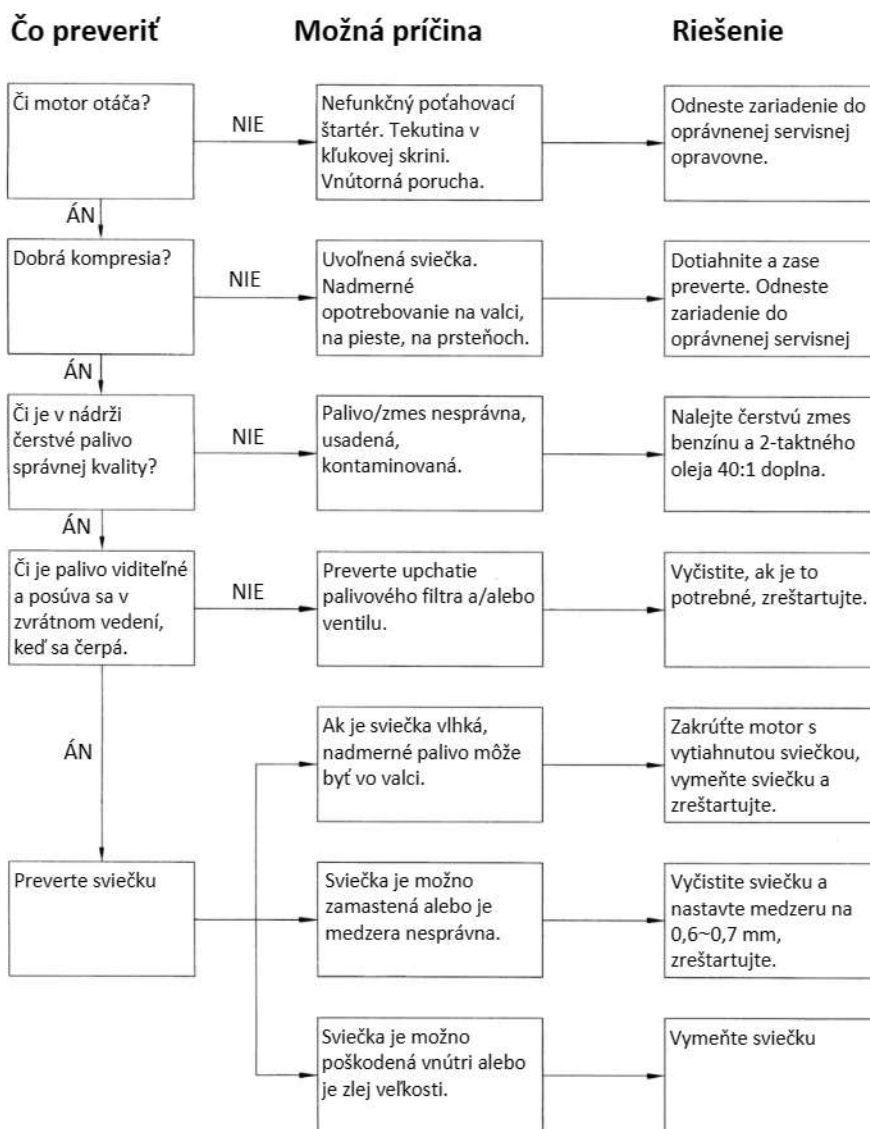 Čo preveriť
Možná príčina
Riešenie
Či motor otáča?
NIE
Nefunkčný poťahovací
štartér. Tekutina v
kľukovej skrini.
Vnútorná porucha.
Odneste zariadenie do
oprávnenej servisnej
opravovne.
ÁN
Dobrá kompresia?
NIE
Uvoľnená sviečka.
Nadmerné
opotrebovanie na valci,
na pieste, na prsteňoch.
Dotiahnite a zase
preverte. Odneste
zariadenie do
oprávnenej servisnej
ÁN
Či je v nádrži
čerstvé palivo
správnej kvality?
NIE
Palivo/zmes nesprávna,
usadená,
kontaminovaná.
Nalejte čerstvú zmes
benzínu a 2-taktného
oleja 40:1 doplna.
ÁN
Či je palivo viditeľné
a posúva sa v
zvrátnom vedení,
keď sa čerpá.
NIE
Preverte upchatie
palivového filtra a/alebo
ventilu.
Vyčistite, ak je to
potrebné, zreštartujte.
ÁN
Ak je sviečka vlhká,
nadmerné palivo môže
byť vo valci.
Zakrúťte motor s
vytiahnutou sviečkou,
vymeňte sviečku a
zreštartujte.
Preverte sviečku
Sviečka je možno
zamastená alebo je
medzera nesprávna.
Vyčistite sviečku a
nastavte medzeru na
0,6~0,7 mm,
zreštartujte.
Sviečka je možno
poškodená vnútri alebo
je zlej veľkosti.
Vymeňte sviečku